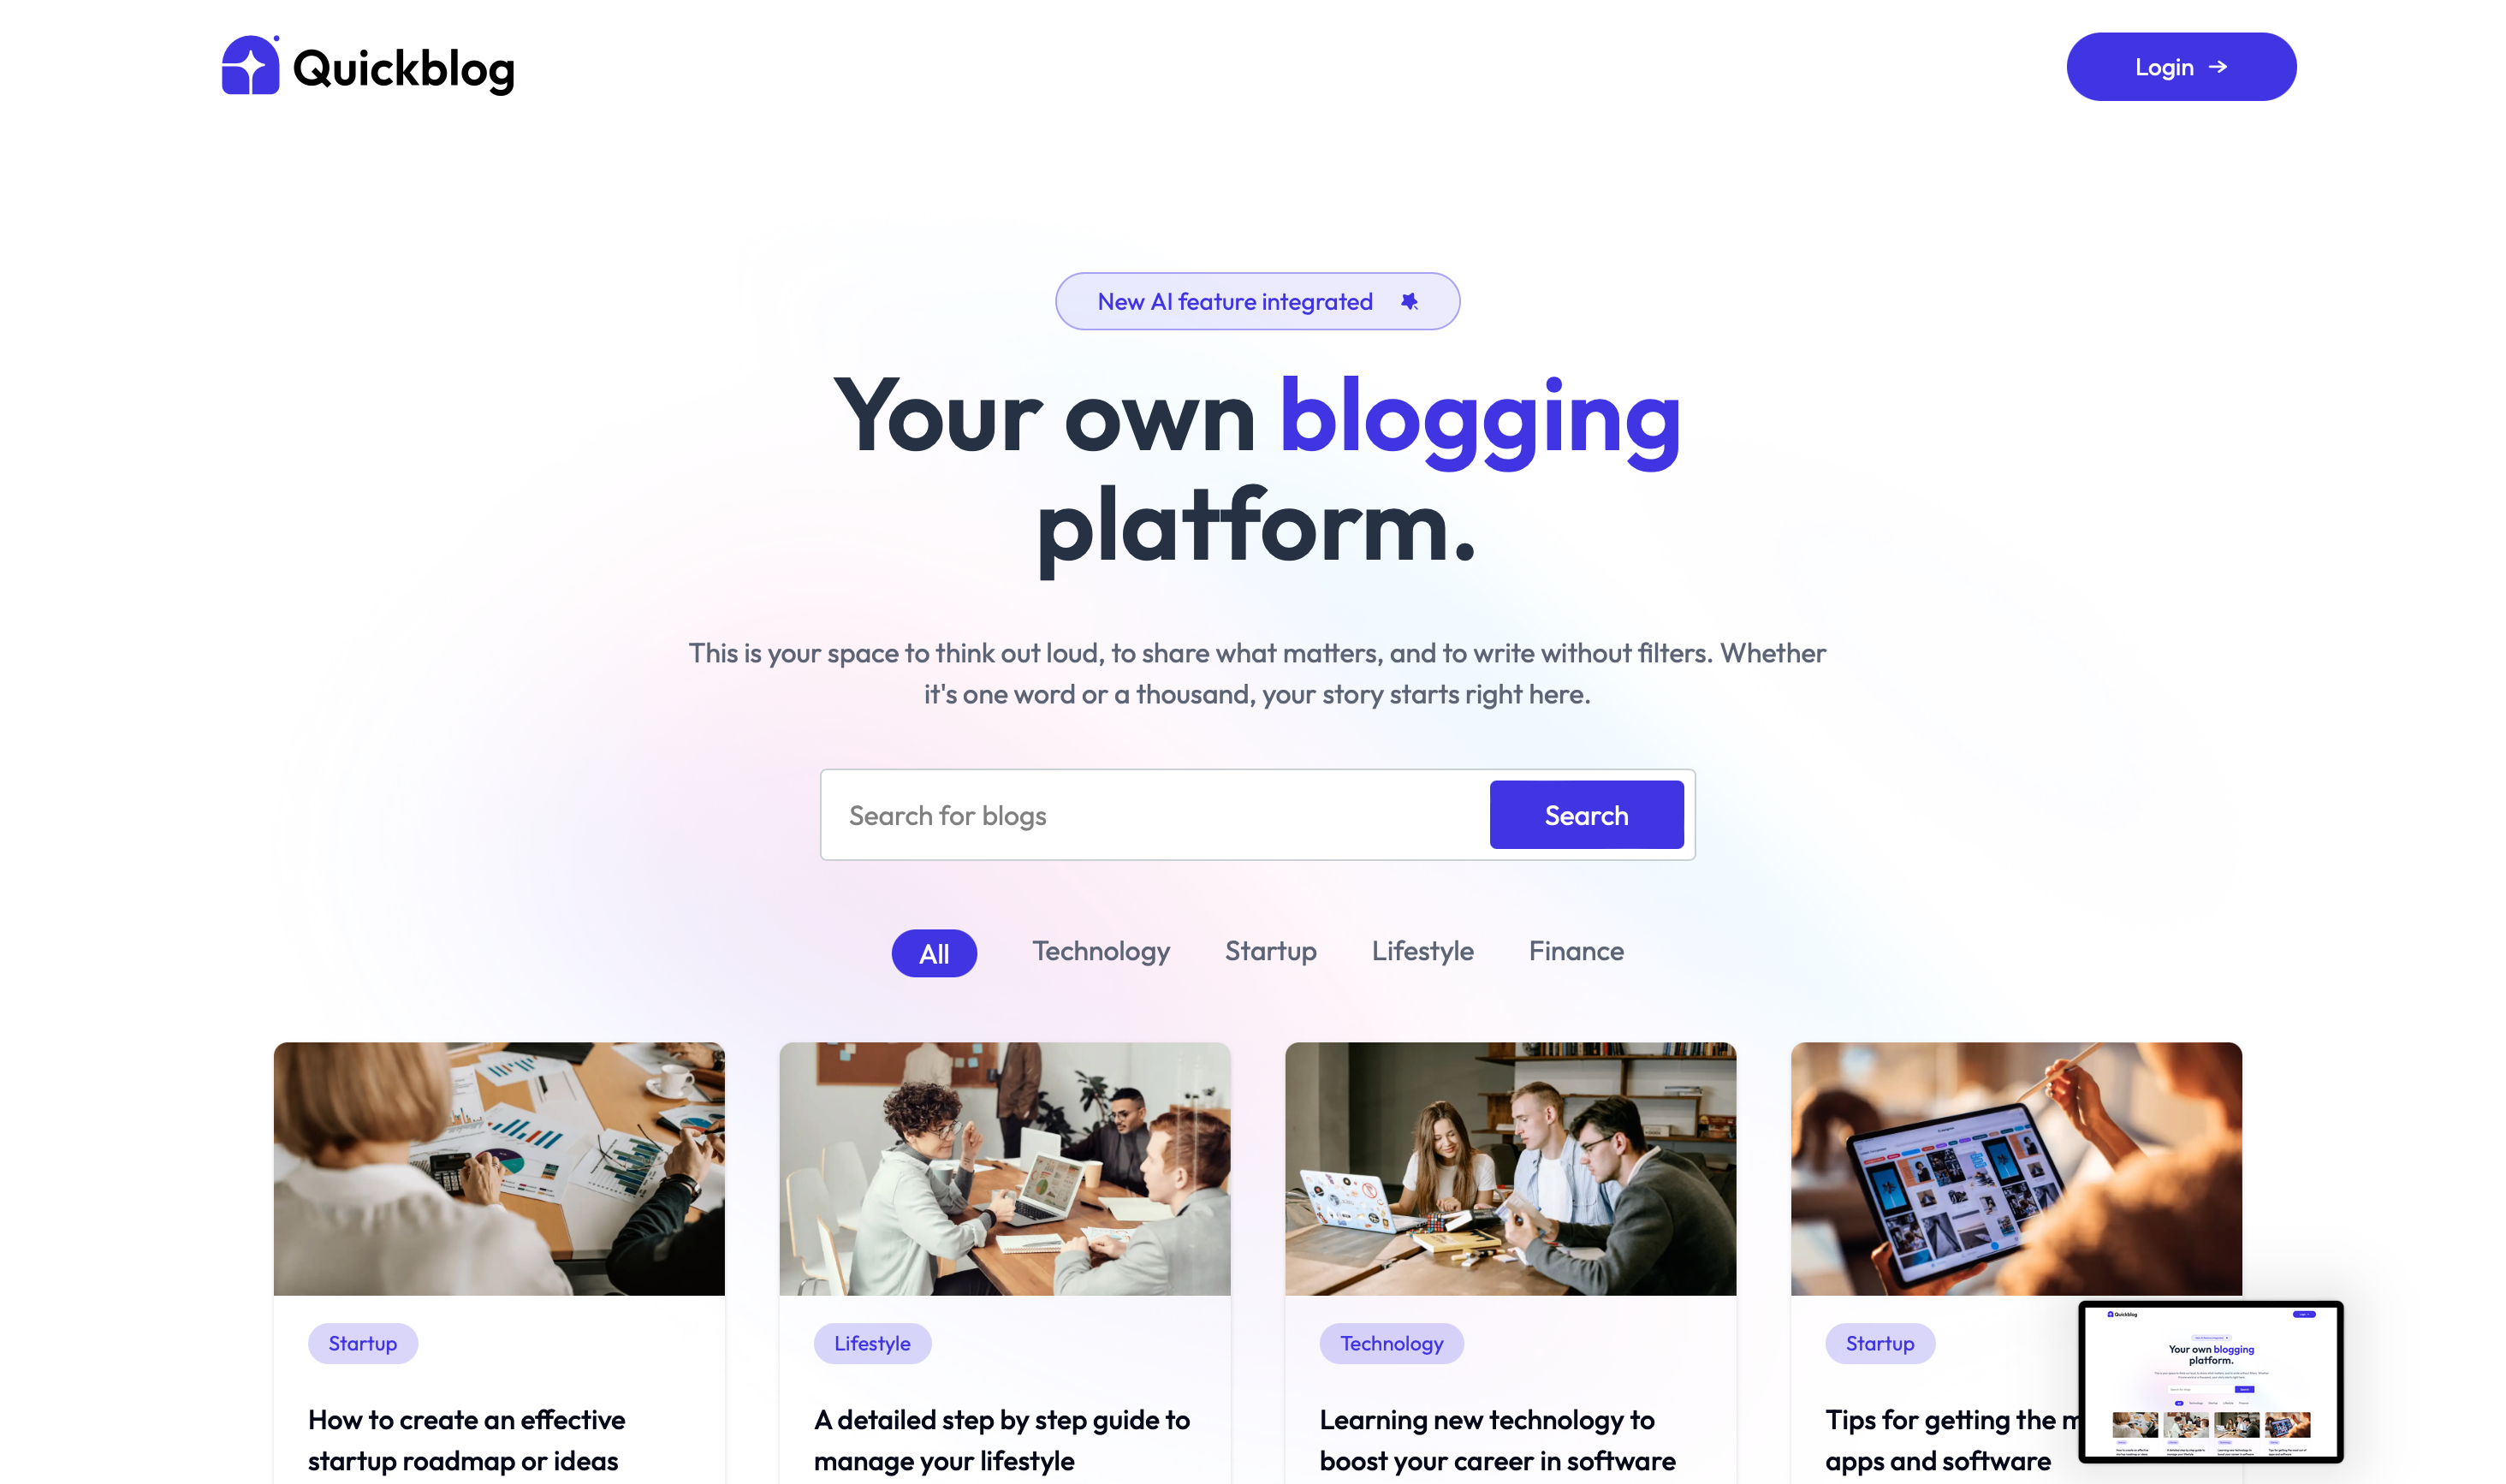 Quickblog
Login →
New AI feature integrated
Your own blogging
platform.
This is your space to think out loud, to share what matters, and to write without filters. Whether
it's one word or a thousand, your story starts right here.
Search for blogs
Search
All
Technology
Startup
Lifestyle
Finance
Startup
How to create an effective
startup roadmap or ideas
Lifestyle
A detailed step by step guide to
manage your lifestyle
Technology
Learning new technology to
boost your career in software
Startup
Tips for getting the
apps and software
Quickblog
Your own blogging
platform.